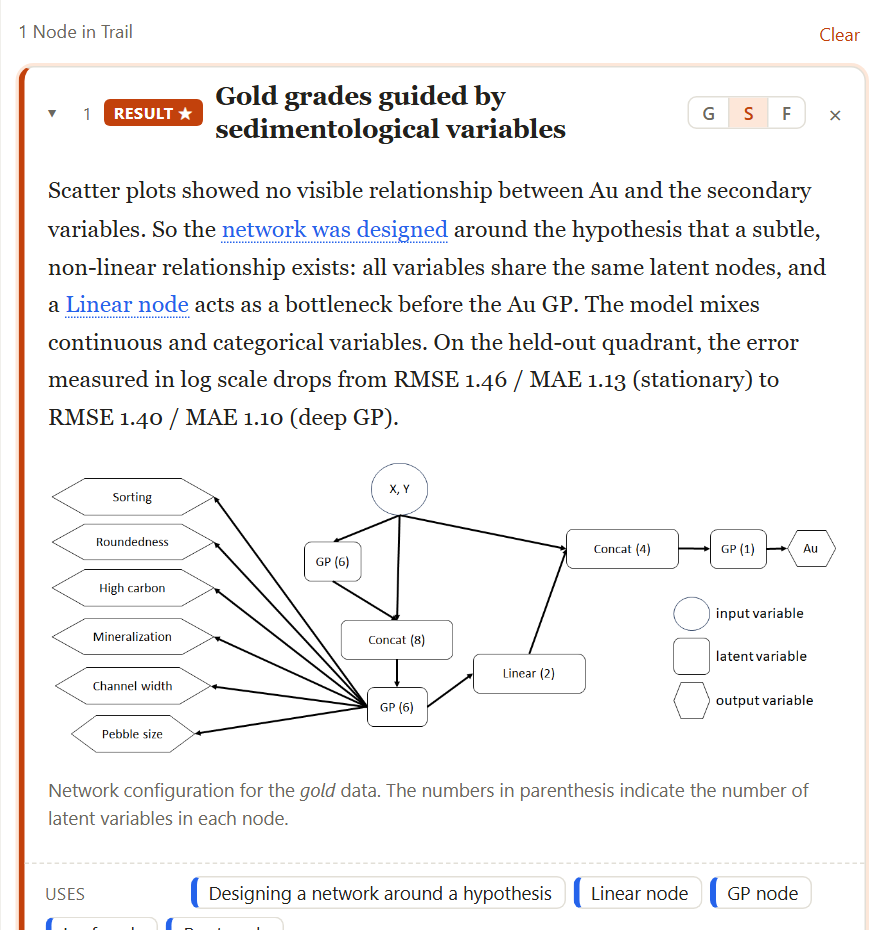 1 Node in Trail
Clear
▼ 1 RESULT ★ Gold grades guided by
sedimentological variables
G S F ×
Scatter plots showed no visible relationship between Au and the secondary
variables. So the network was designed around the hypothesis that a subtle,
non-linear relationship exists: all variables share the same latent nodes, and
a Linear node acts as a bottleneck before the Au GP. The model mixes
continuous and categorical variables. On the held-out quadrant, the error
measured in log scale drops from RMSE 1.46 / MAE 1.13 (stationary) to
RMSE 1.40 / MAE 1.10 (deep GP).
Sorting
Roundedness
High carbon
Mineralization
Channel width
Pebble size
X, Y
GP (6)
Concat (8)
GP (6)
Linear (2)
Concat (4)
GP (1)
Au
input variable
latent variable
output variable
Network configuration for the gold data. The numbers in parenthesis indicate the number of
latent variables in each node.
USES
Designing a network around a hypothesis
Linear node
GP node